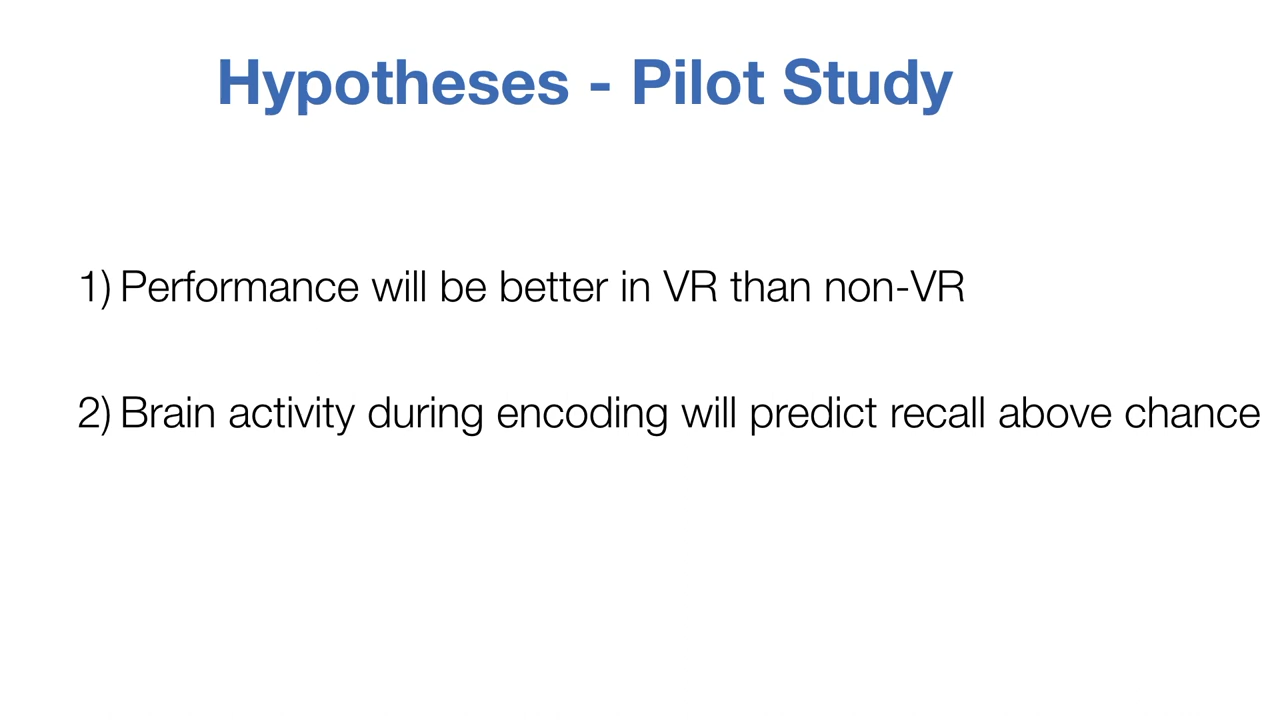 Hypotheses - Pilot Study
1) Performance will be better in VR than non-VR
2) Brain activity during encoding will predict recall above chance